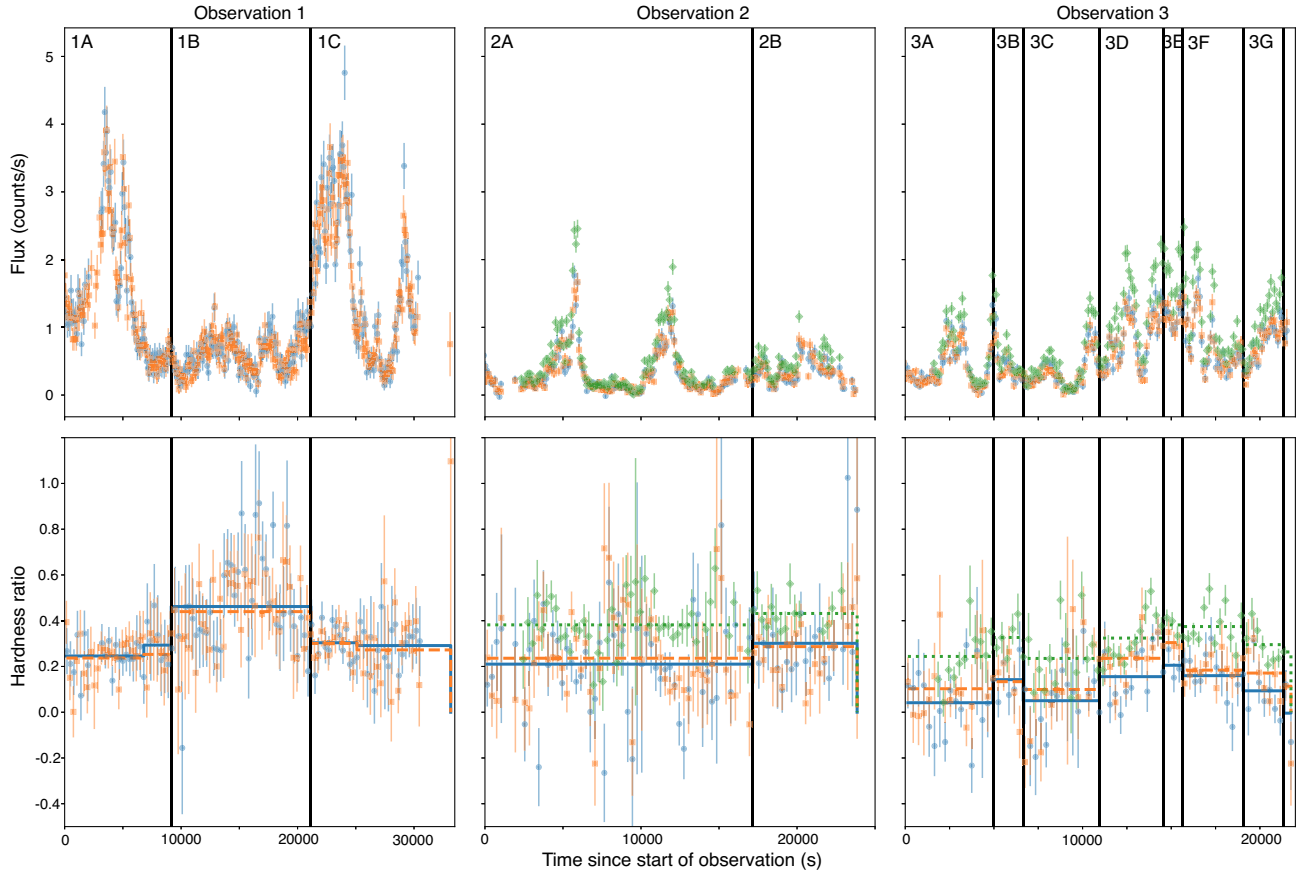 Observation 1
Observation 2
Observation 3
1A 1B 1C
2A 2B
3A 3B 3C 3D 3E 3F 3G
5
4
3
2
1
0
Flux (counts/s)
1.0
0.8
0.6
0.4
0.2
0.0
-0.2
-0.4
Hardness ratio
0 10000 20000 30000
0 10000 20000
0 10000 20000
Time since start of observation (s)